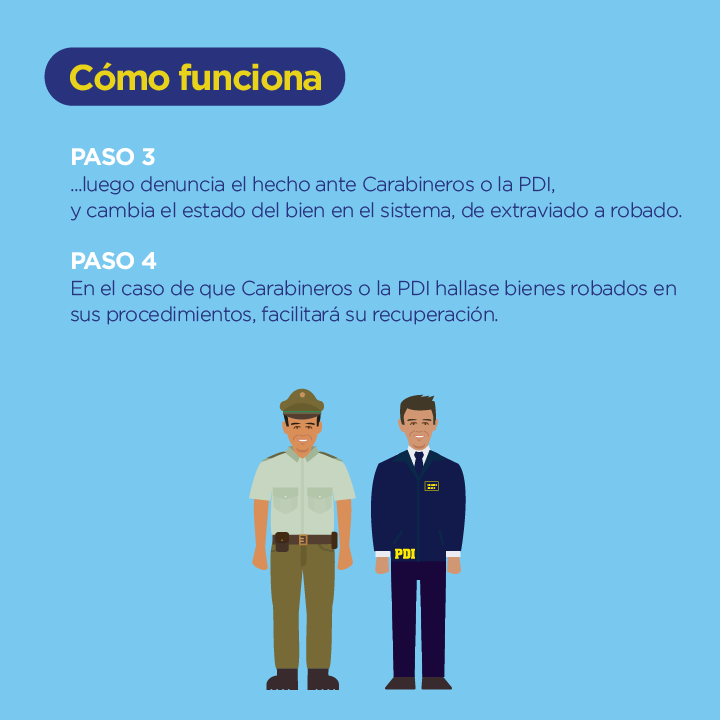 Cómo funciona
PASO 3
...luego denuncia el hecho ante Carabineros o la PDI,
y cambia el estado del bien en el sistema, de extraviado a robado.
PASO 4
En el caso de que Carabineros o la PDI hallase bienes robados en
sus procedimientos, facilitará su recuperación.
PDI